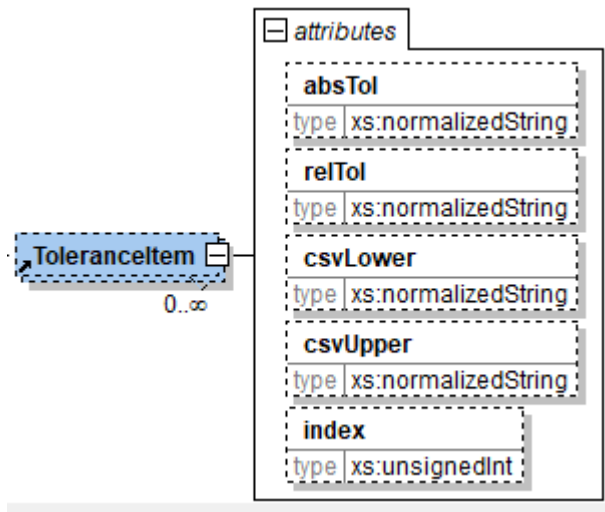 attributes
absTol
type xs:normalizedString
relTol
type xs:normalizedString
ToleranceItem
0..∞
csvLower
type xs:normalizedString
csvUpper
type xs:normalizedString
index
type xs:unsignedInt